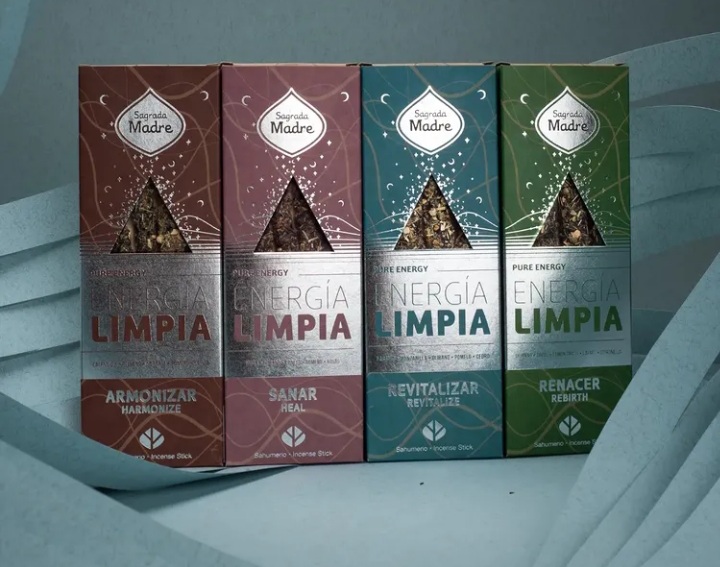 Sagrada
Madre
PURE ENERGY
ENERGÍA
LIMPIA
ARMONIZAR
HARMONIZE
Incense Stick
Sagrada
Madre
PURE ENERGY
ENERGÍA
LIMPIA
SANAR
HEAL
Sahumerio • Incense Stick
Sagrada
Madre
PURE ENERGY
ENERGÍA
LIMPIA
REVITALIZAR
REVITALIZE
Sahumerio • Incense Stick
Sagrada
Madre
PURE ENERGY
ENERGÍA
LIMPIA
RENACER
REBIRTH
Sahumerio • Incense Stick